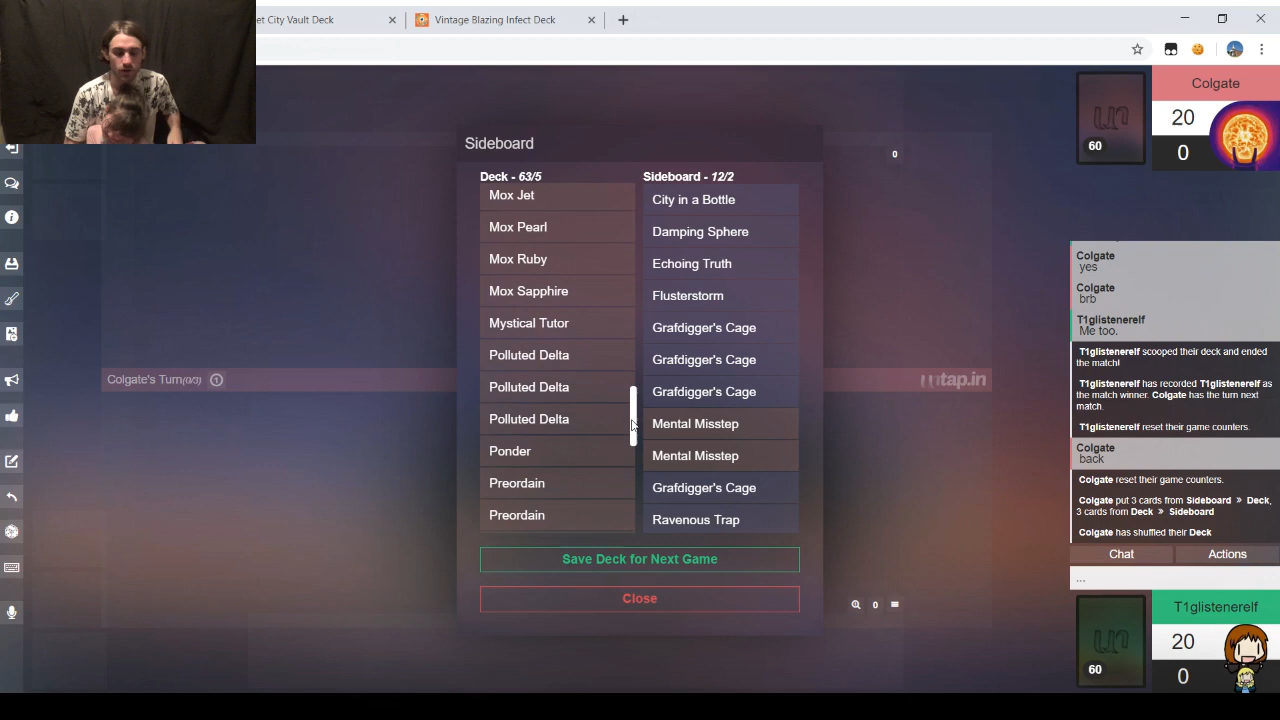 et City Vault Deck
Vintage Blazing Infect Deck
Colgate
20
0
60
0
Sideboard
Deck - 63/5
Sideboard - 12/2
Mox Jet
Mox Pearl
Mox Ruby
Mox Sapphire
Mystical Tutor
Polluted Delta
Polluted Delta
Polluted Delta
Ponder
Preordain
Preordain
City in a Bottle
Damping Sphere
Echoing Truth
Flusterstorm
Grafdigger's Cage
Grafdigger's Cage
Grafdigger's Cage
Mental Misstep
Mental Misstep
Grafdigger's Cage
Ravenous Trap
Save Deck for Next Game
Close
Colgate's Turn(0/3) 1
untap.in
0
Colgate
yes
Colgate
brb
T1glistenerelf
Me too.
T1glistenerelf scooped their deck and ended
the match!
T1glistenerelf has recorded T1glistenerelf as
the match winner. Colgate has the turn next
match.
T1glistenerelf reset their game counters.
Colgate
back
Colgate reset their game counters.
Colgate put 3 cards from Sideboard » Deck,
3 cards from Deck » Sideboard
Colgate has shuffled their Deck
Chat
Actions
...
T1glistenerelf
20
0
60